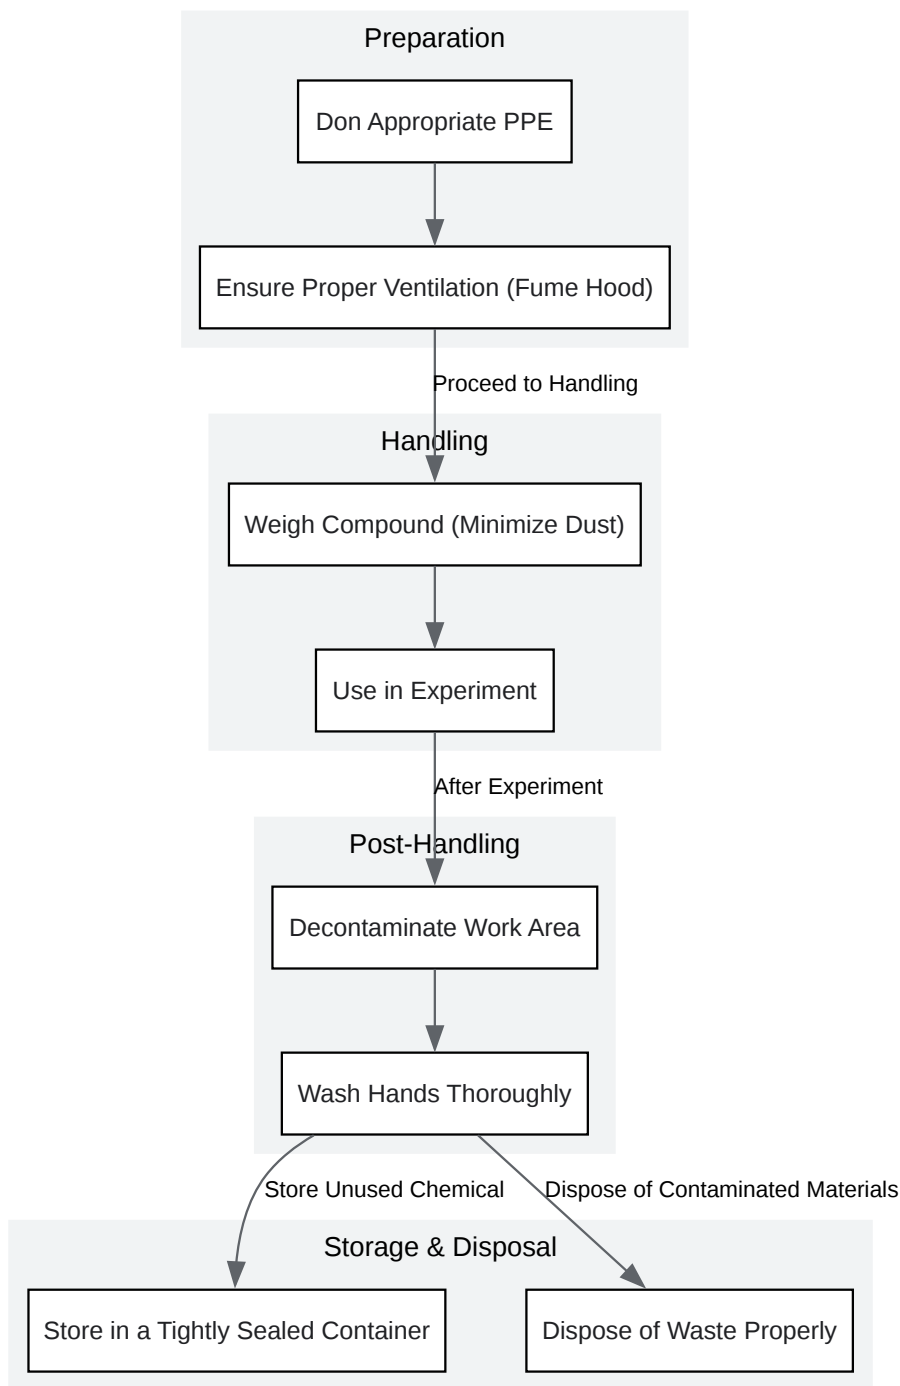 Preparation
Don Appropriate PPE
Ensure Proper Ventilation (Fume Hood)
Proceed to Handling
Handling
Weigh Compound (Minimize Dust)
Use in Experiment
After Experiment
Post-Handling
Decontaminate Work Area
Wash Hands Thoroughly
Store Unused Chemical
Dispose of Contaminated Materials
Storage & Disposal
Store in a Tightly Sealed Container
Dispose of Waste Properly